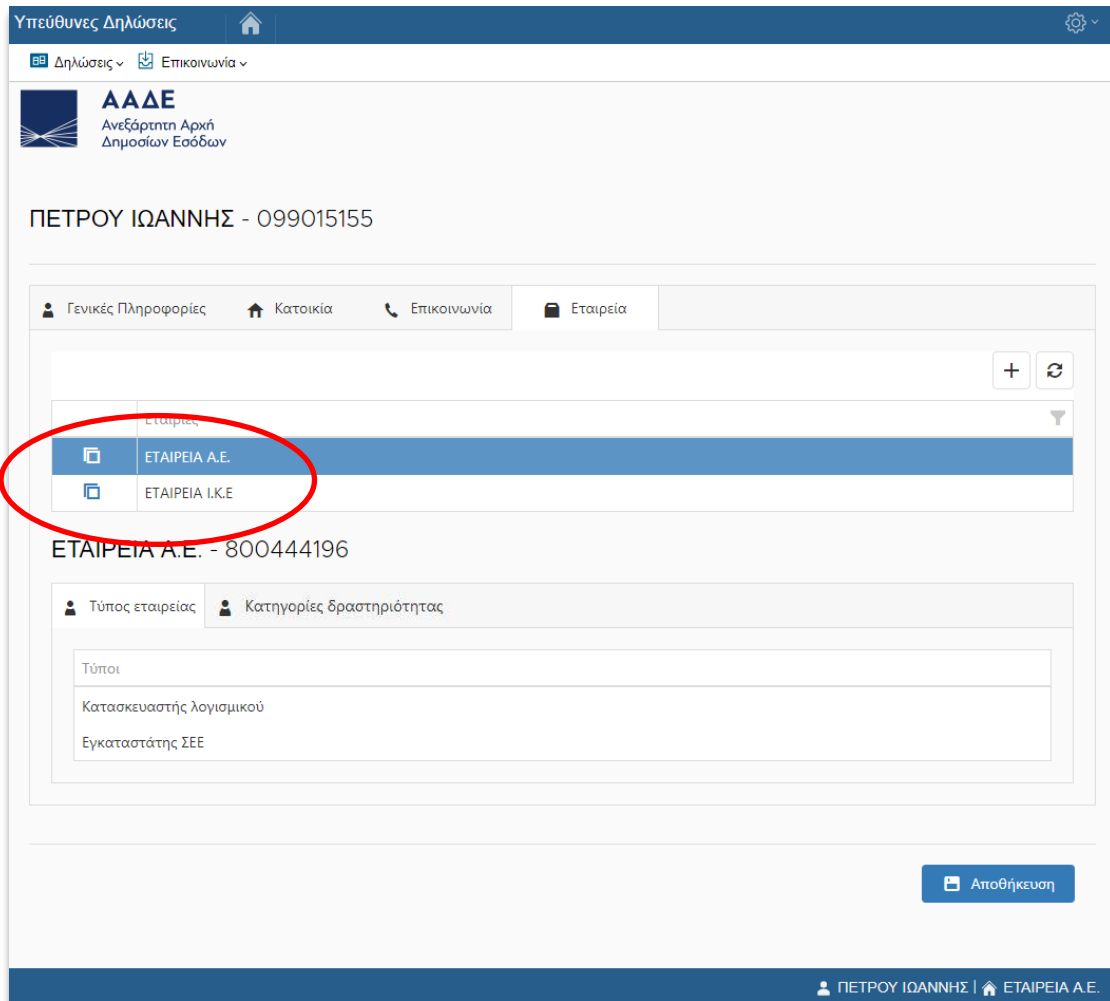 Υπεύθυνες Δηλώσεις
Δηλώσεις Επικοινωνία
ΑΑΔΕ
Ανεξάρτητη Αρχή
Δημοσίων Εσόδων
ΠΕΤΡΟΥ ΙΩΑΝΝΗΣ - 099015155
Γενικές Πληροφορίες Κατοικία Επικοινωνία Εταιρεία
Εταιρίες
ΕΤΑΙΡΕΙΑ Α.Ε.
ΕΤΑΙΡΕΙΑ Ι.Κ.Ε
ΕΤΑΙΡΕΙΑ Α.Ε. - 800444196
Τύπος εταιρείας Κατηγορίες δραστηριότητας
Τύποι
Κατασκευαστής λογισμικού
Εγκαταστάτης ΣΕΕ
Αποθήκευση
ΠΕΤΡΟΥ ΙΩΑΝΝΗΣ | ΕΤΑΙΡΕΙΑ Α.Ε.